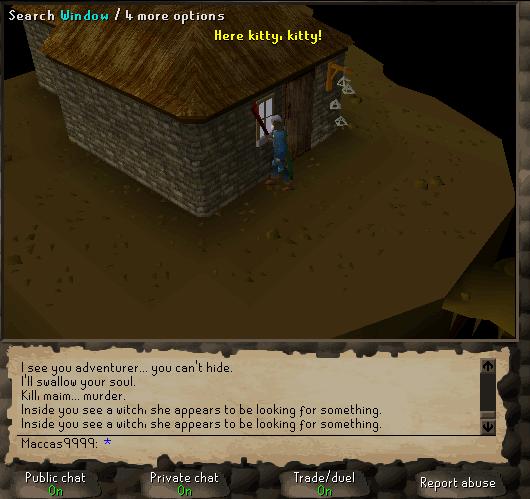 Search Window / 4 more options
Here kitty, kitty!
I see you adventurer... you can't hide.
I'll swallow your soul.
Kill, maim... murder.
Inside you see a witch, she appears to be looking for something.
Inside you see a witch, she appears to be looking for something.
Maccas9999: *
Public chat
On
Private chat
On
Trade/duel
On
Report abuse